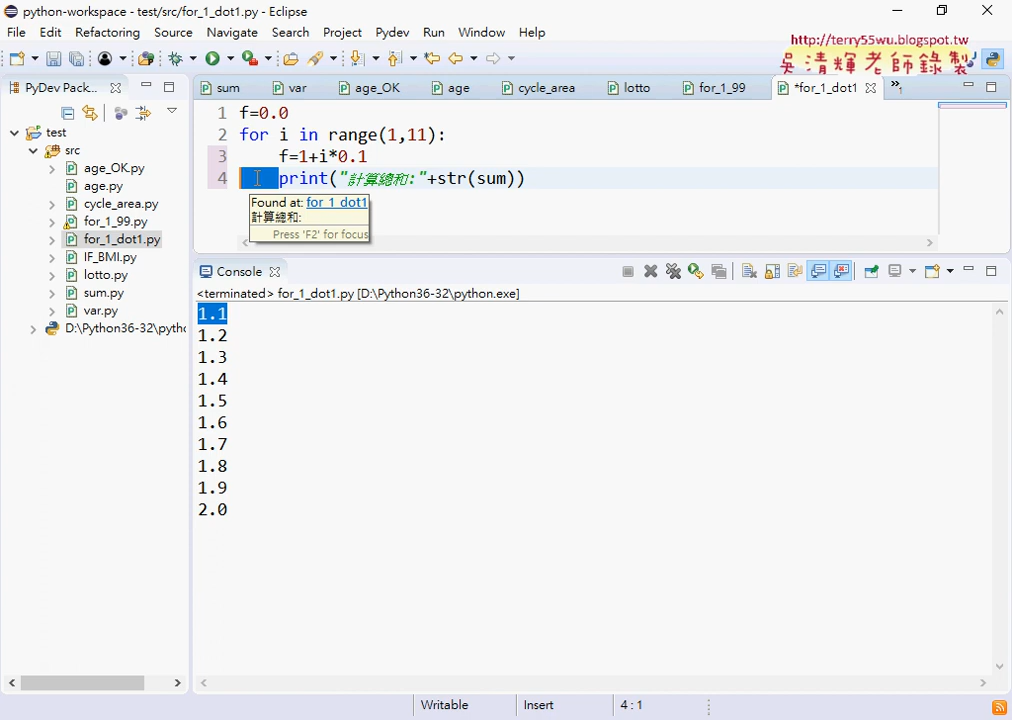 python-workspace - test/src/for_1_dot1.py - Eclipse
File Edit Refactoring Source Navigate Search Project Pydev Run Window Help
http://terry55wu.blogspot.tw
吳清輝老師錄製
PyDev Pack...
sum var age_OK age cycle_area lotto for_1_99 *for_1_dot1 »1
test
src
age_OK.py
age.py
cycle_area.py
for_1_99.py
for_1_dot1.py
IF_BMI.py
lotto.py
sum.py
var.py
D:\Python36-32\pytho
1 f=0.0
2 for i in range(1,11):
3 f=1+i*0.1
4 print("計算總和:"+str(sum))
Found at: for_1_dot1
計算總和:
Press 'F2' for focus
Console
<terminated> for_1_dot1.py [D:\Python36-32\python.exe]
1.1
1.2
1.3
1.4
1.5
1.6
1.7
1.8
1.9
2.0
Writable Insert 4 : 1